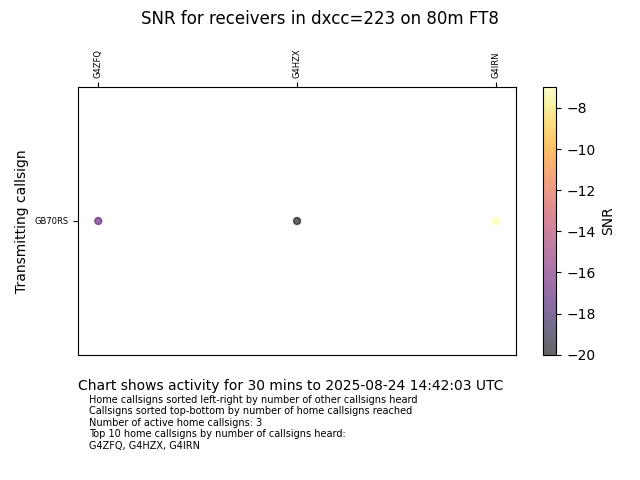 SNR for receivers in dxcc=223 on 80m FT8
G4ZFQ
G4HZX
G4IRN
Transmitting callsign
GB70RS
−8
−10
−12
−14
−16
−18
−20
SNR
Chart shows activity for 30 mins to 2025-08-24 14:42:03 UTC
Home callsigns sorted left-right by number of other callsigns heard
Callsigns sorted top-bottom by number of home callsigns reached
Number of active home callsigns: 3
Top 10 home callsigns by number of callsigns heard:
G4ZFQ, G4HZX, G4IRN